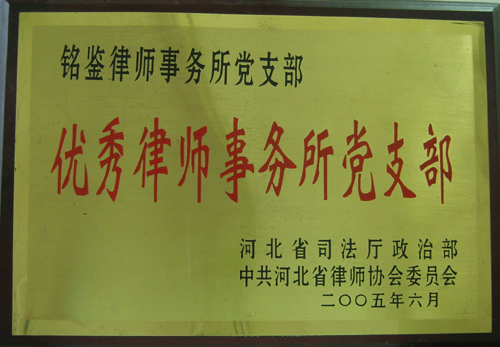 铭鉴律师事务所党支部
优秀律师事务所党支部
河北省司法厅政治部
中共河北省律师协会委员会
二〇〇五年六月